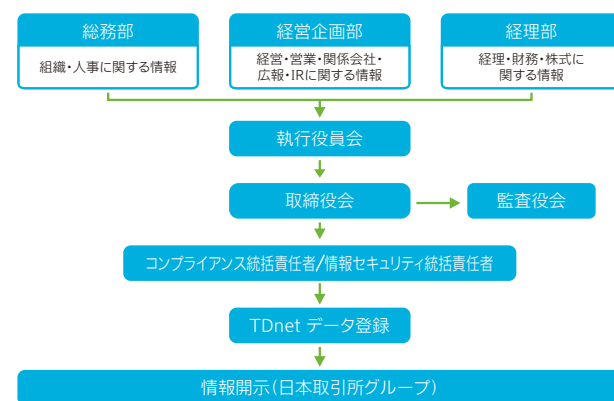 総務部
組織・人事に関する情報
経営企画部
経営・営業・関係会社・
広報・IRに関する情報
経理部
経理・財務・株式に
関する情報
執行役員会
取締役会
監査役会
コンプライアンス統括責任者/情報セキュリティ統括責任者
TDnet データ登録
情報開示(日本取引所グループ)